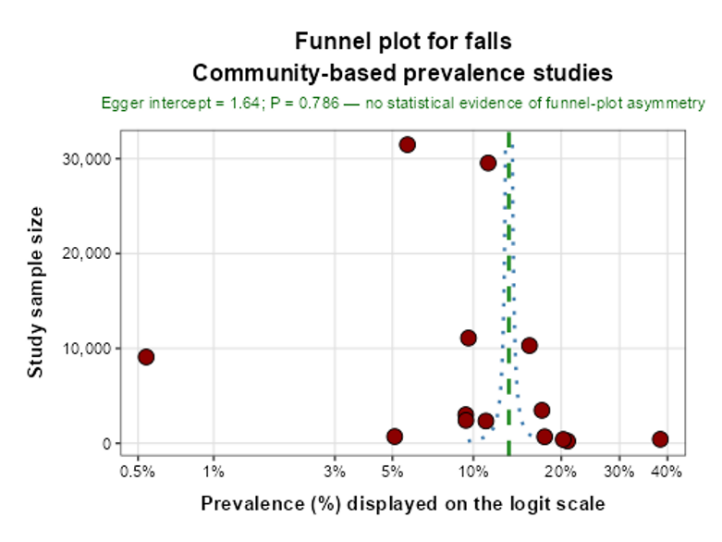 Funnel plot for falls
Community-based prevalence studies
Egger intercept = 1.64; P = 0.786 — no statistical evidence of funnel-plot asymmetry
Study sample size
30,000
20,000
10,000
0
0.5% 1% 3% 5% 10% 20% 30% 40%
Prevalence (%) displayed on the logit scale